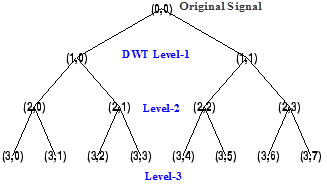 (0,0) Original Signal
(1,0) DWT Level-1 (1,1)
(2,0) (2,1) Level-2 (2,2) (2,3)
(3,0) (3,1) (3,2) (3,3) (3,4) (3,5) (3,6) (3,7)
Level-3